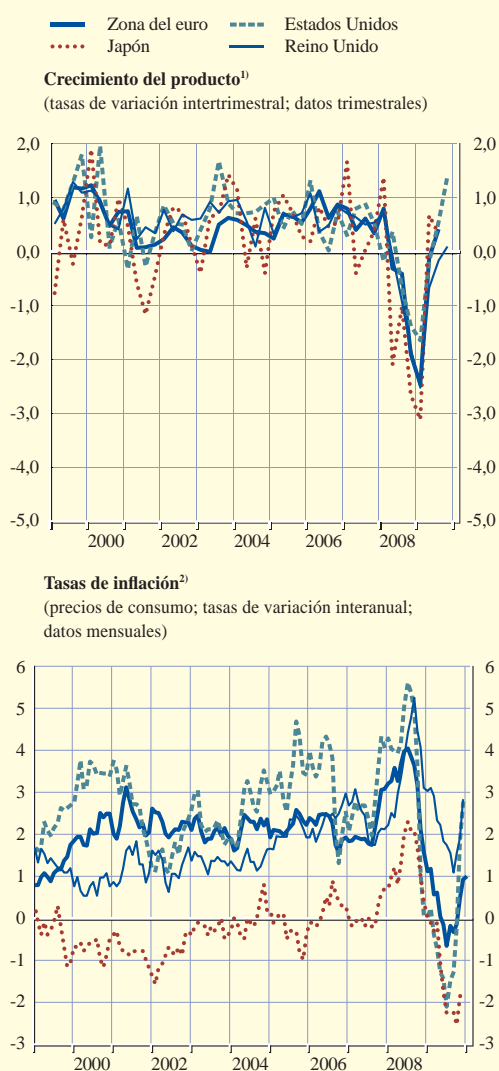 Zona del euro Estados Unidos
Japón Reino Unido
Crecimiento del producto¹⁾
(tasas de variación intertrimestral; datos trimestrales)
2,0 2,0
1,0 1,0
0,0 0,0
-1,0 -1,0
-2,0 -2,0
-3,0 -3,0
-4,0 -4,0
-5,0 -5,0
2000 2002 2004 2006 2008
Tasas de inflación²⁾
(precios de consumo; tasas de variación interanual;
datos mensuales)
6 6
5 5
4 4
3 3
2 2
1 1
0 0
-1 -1
-2 -2
-3 -3
2000 2002 2004 2006 2008